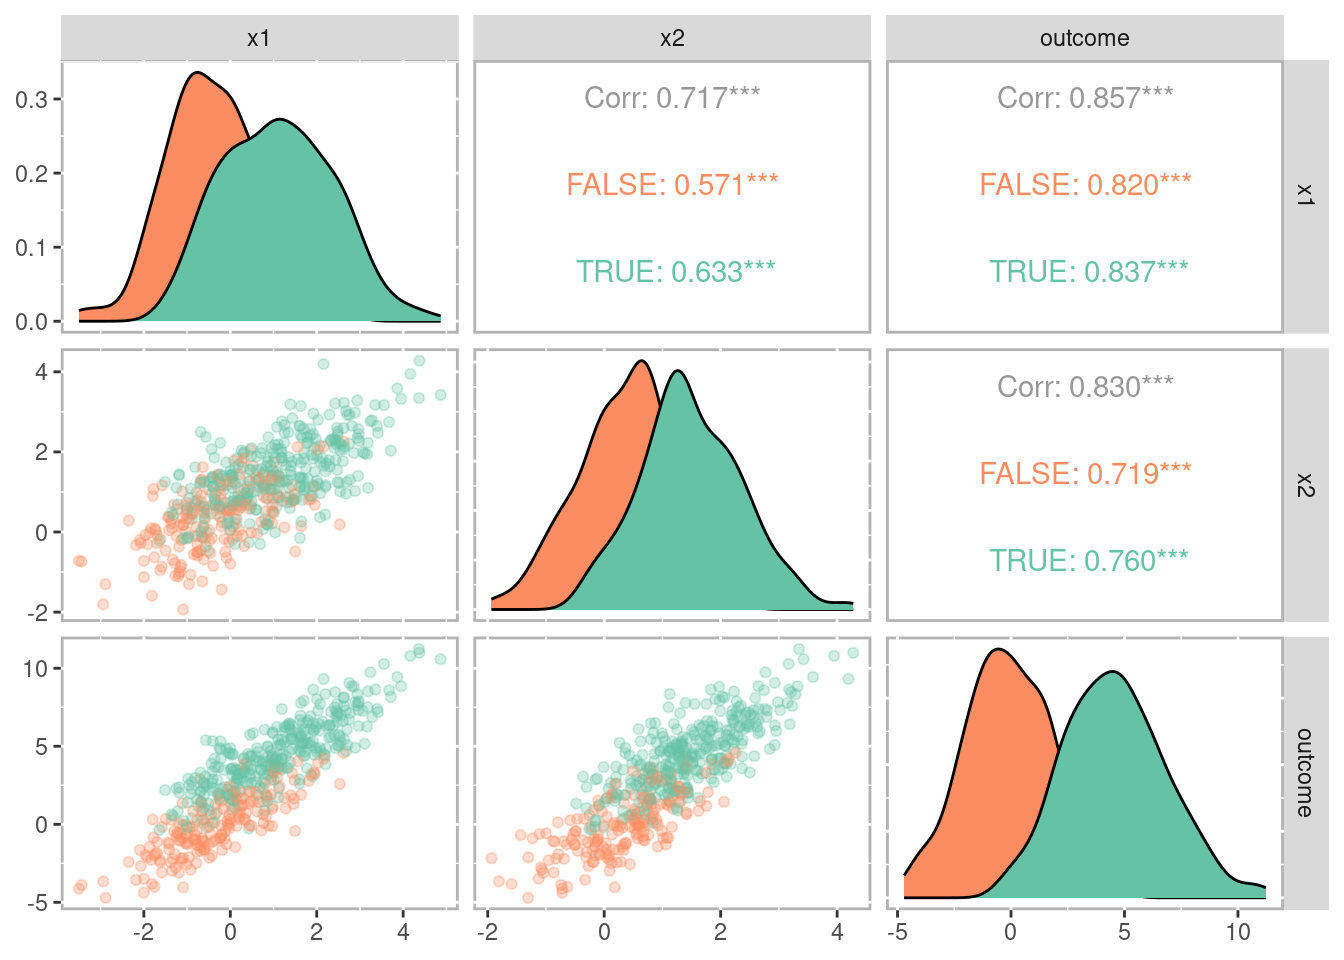 x1 x2 outcome
0.3
0.2
0.1
0.0
Corr: 0.717***
FALSE: 0.571***
TRUE: 0.633***
Corr: 0.857***
FALSE: 0.820***
TRUE: 0.837***
x1
4
2
0
-2
Corr: 0.830***
FALSE: 0.719***
TRUE: 0.760***
x2
10
5
0
-5
outcome
-2 0 2 4
-2 0 2 4
-5 0 5 10